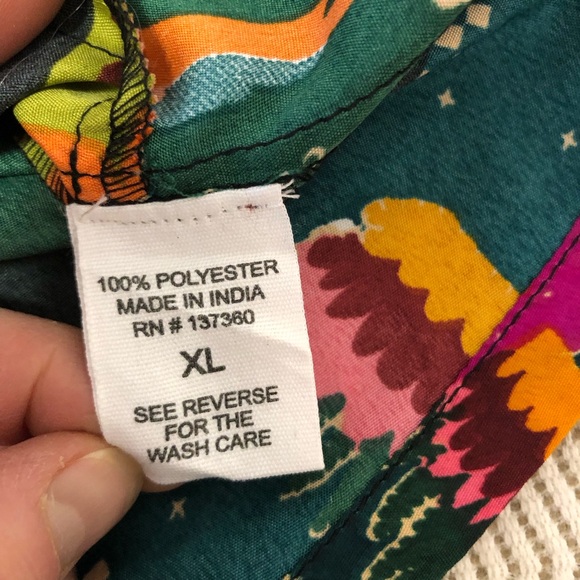 100% POLYESTER
MADE IN INDIA
RN # 137360
XL
SEE REVERSE
FOR THE
WASH CARE